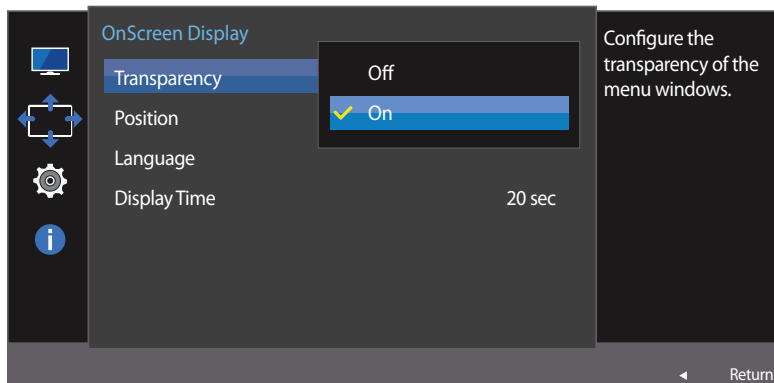 OnScreen Display
Transparency
Off
On
Position
Language
Display Time
20 sec
Configure the
transparency of the
menu windows.
Return